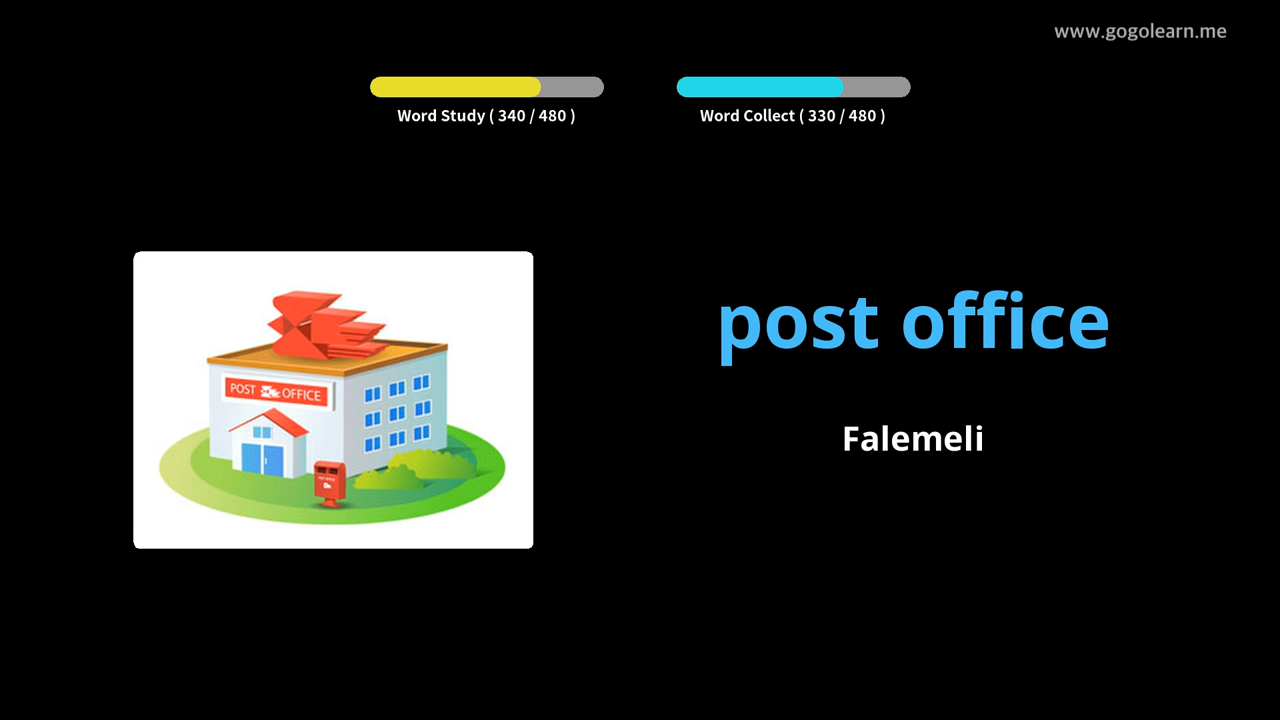 www.gogolearn.me
Word Study ( 340 / 480 )
Word Collect ( 330 / 480 )
POST OFFICE
post office
Falemeli